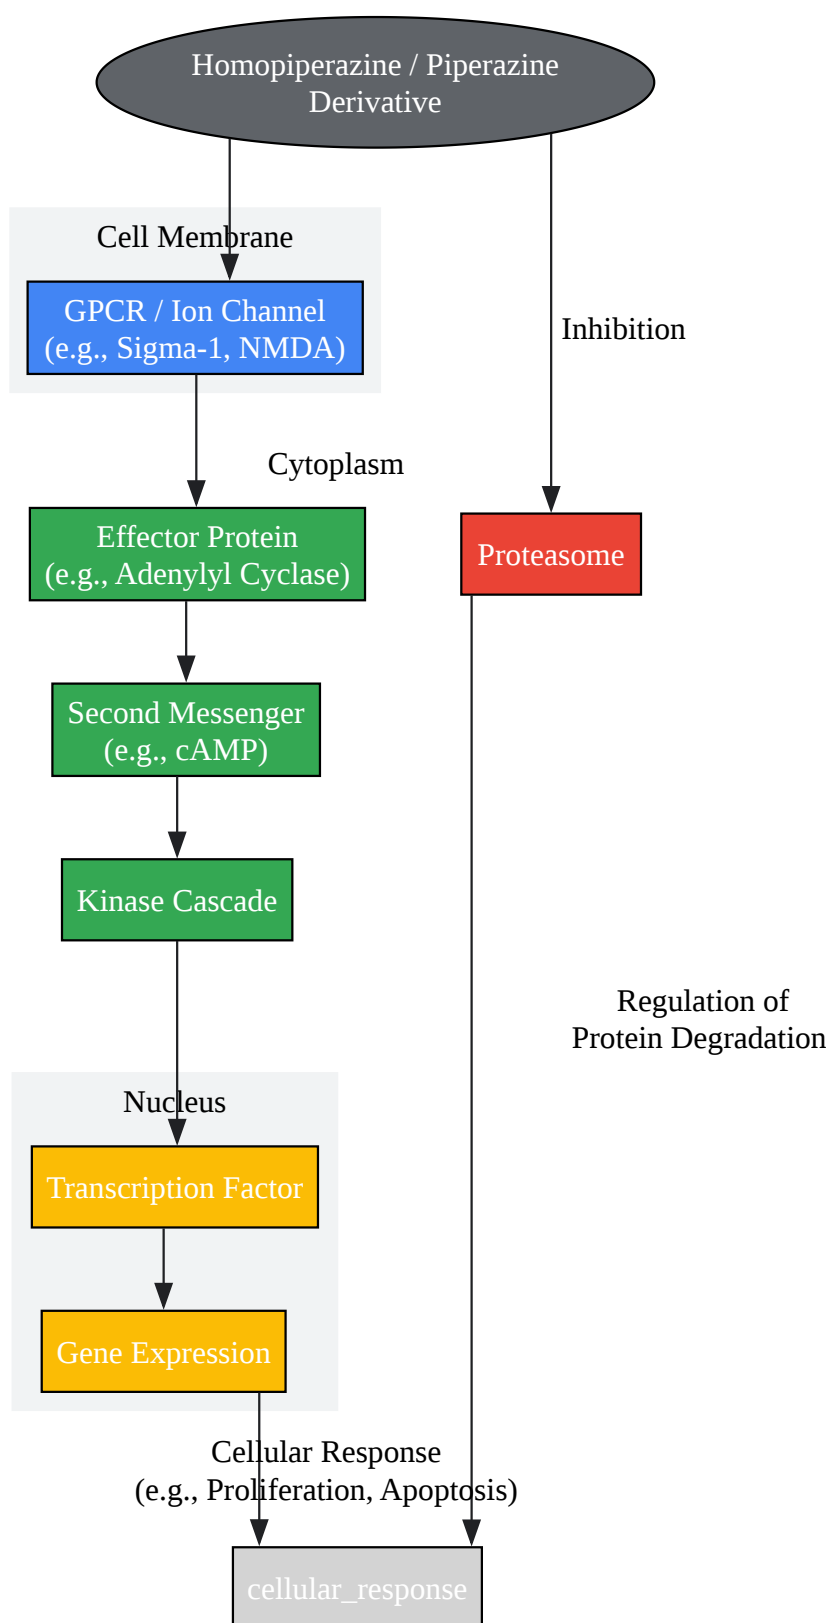 Homopiperazine / Piperazine
Derivative
Cell Membrane
GPCR / Ion Channel
(e.g., Sigma-1, NMDA)
Inhibition
Cytoplasm
Effector Protein
(e.g., Adenylyl Cyclase)
Proteasome
Second Messenger
(e.g., cAMP)
Kinase Cascade
Regulation of
Protein Degradation
Nucleus
Transcription Factor
Gene Expression
Cellular Response
(e.g., Proliferation, Apoptosis)
cellular_response